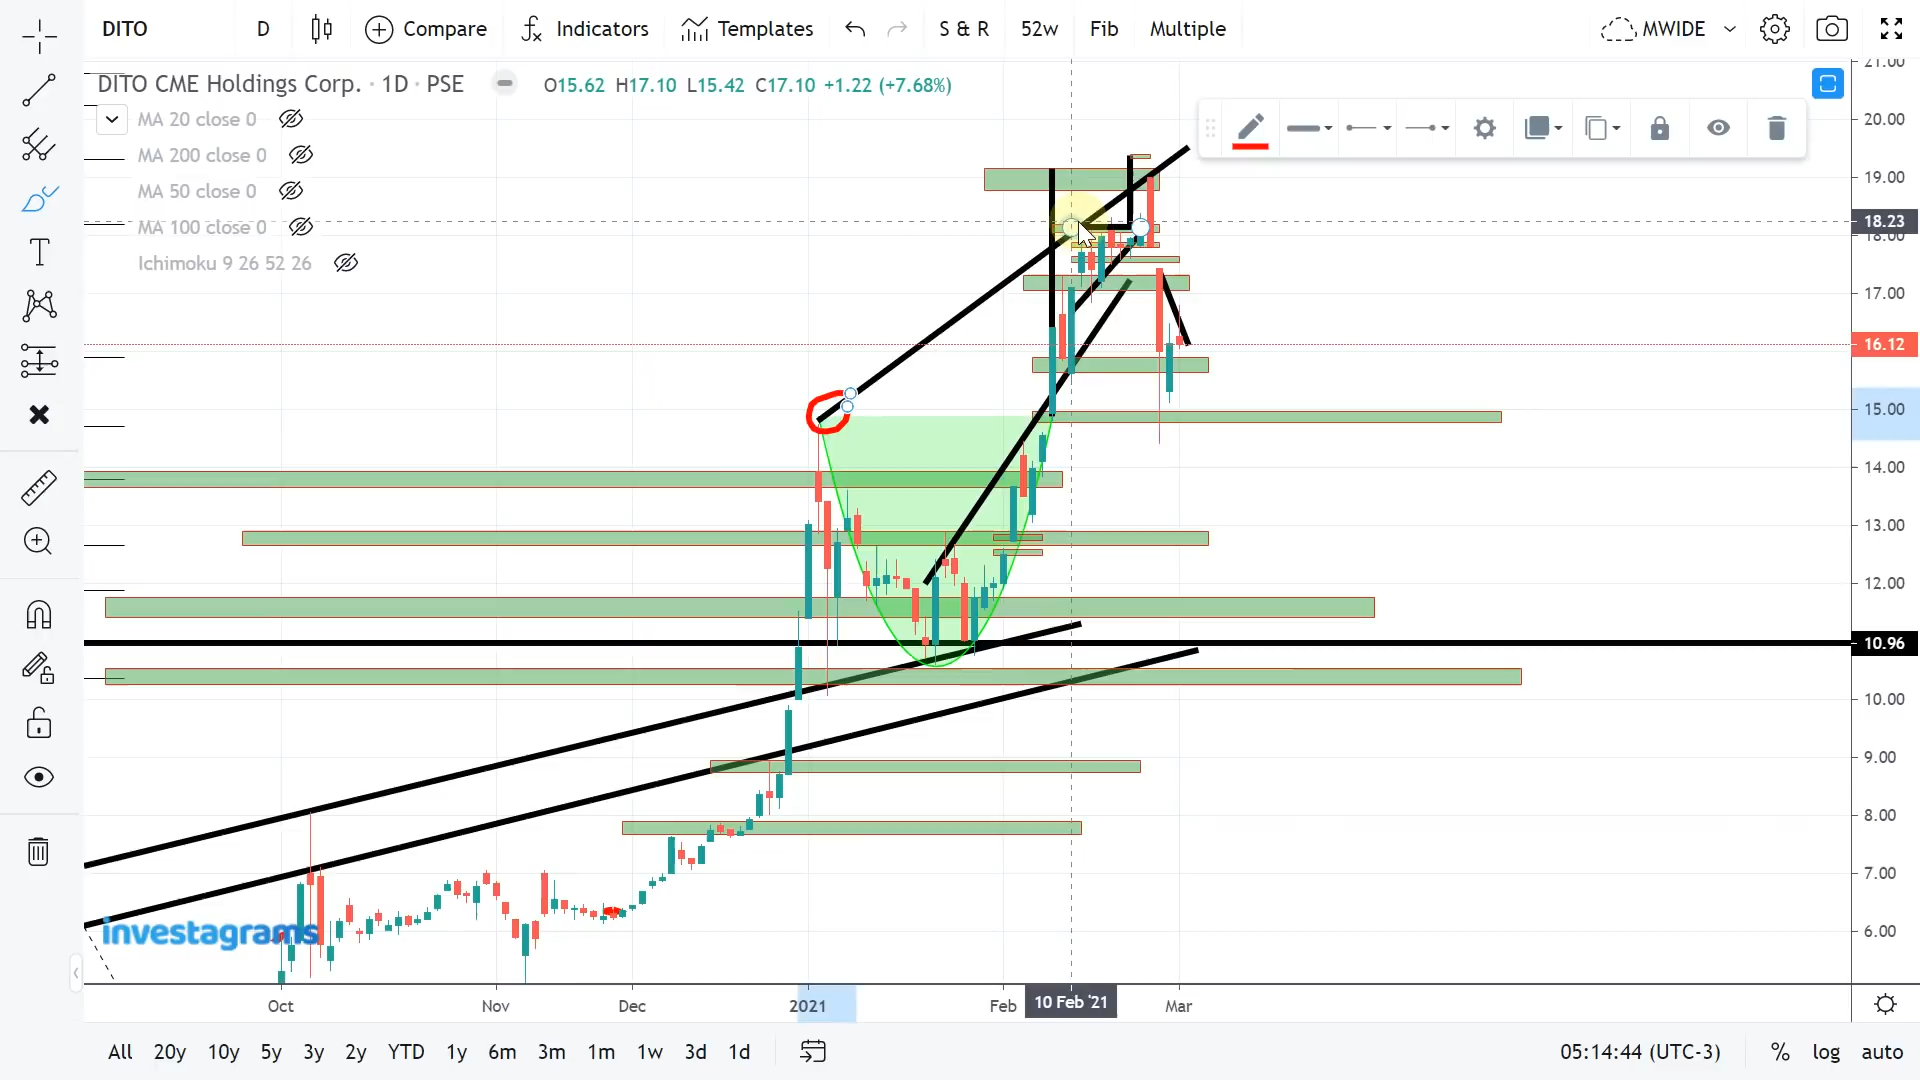 DITO D Compare Indicators Templates S & R 52w Fib Multiple MWIDE
DITO CME Holdings Corp. · 1D · PSE O15.62 H17.10 L15.42 C17.10 +1.22 (+7.68%)
MA 20 close 0
MA 200 close 0
MA 50 close 0
MA 100 close 0
Ichimoku 9 26 52 26
21.00
20.00
19.00
18.23
18.00
17.00
16.12
15.00
14.00
13.00
12.00
10.96
10.00
9.00
8.00
7.00
6.00
investagrams
Oct Nov Dec 2021 Feb 10 Feb '21 Mar
All 20y 10y 5y 3y 2y YTD 1y 6m 3m 1m 1w 3d 1d 05:14:44 (UTC-3) % log auto